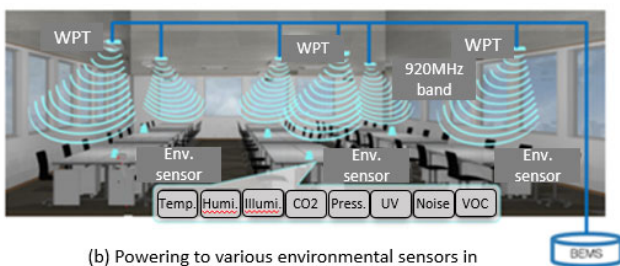 WPT
WPT
WPT
920MHz
band
Env.
sensor
Env.
sensor
Env.
sensor
Temp. Humi. Illumi. CO2 Press. UV Noise VOC
(b) Powering to various environmental sensors in
BEMS